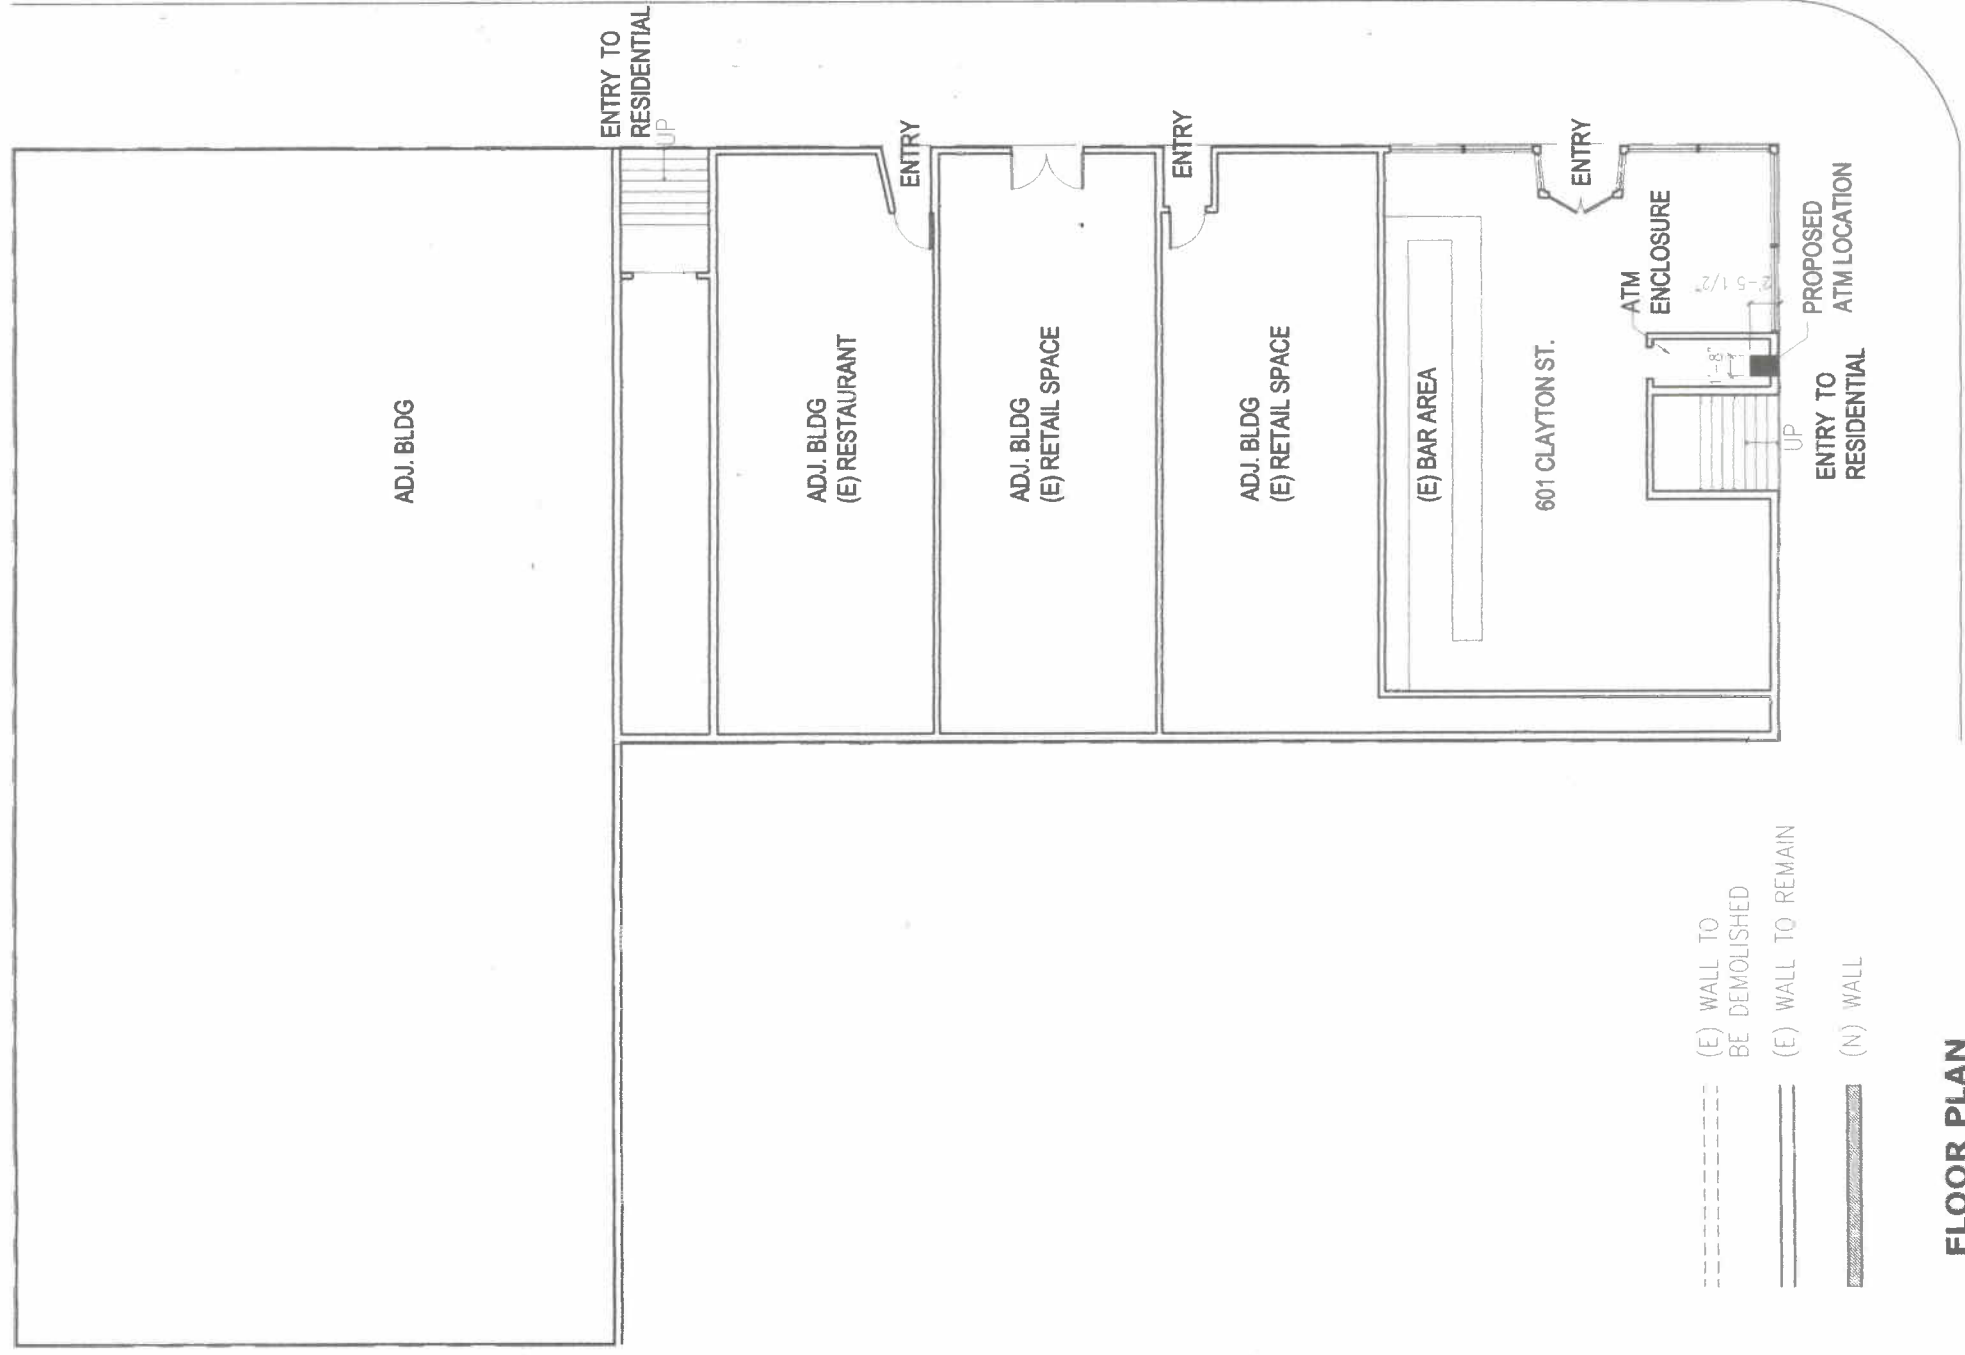 ENTRY TO
RESIDENTIAL
UP
ADJ. BLDG
ADJ. BLDG
(E) RESTAURANT
ENTRY
ADJ. BLDG
(E) RETAIL SPACE
ENTRY
ADJ. BLDG
(E) RETAIL SPACE
(E) BAR AREA
601 CLAYTON ST.
ENTRY
ATM
ENCLOSURE
2'-5 1/2"
1'-8"
PROPOSED
ATM LOCATION
UP
ENTRY TO
RESIDENTIAL
(E) WALL TO
BE DEMOLISHED
(E) WALL TO REMAIN
(N) WALL
FLOOR PLAN